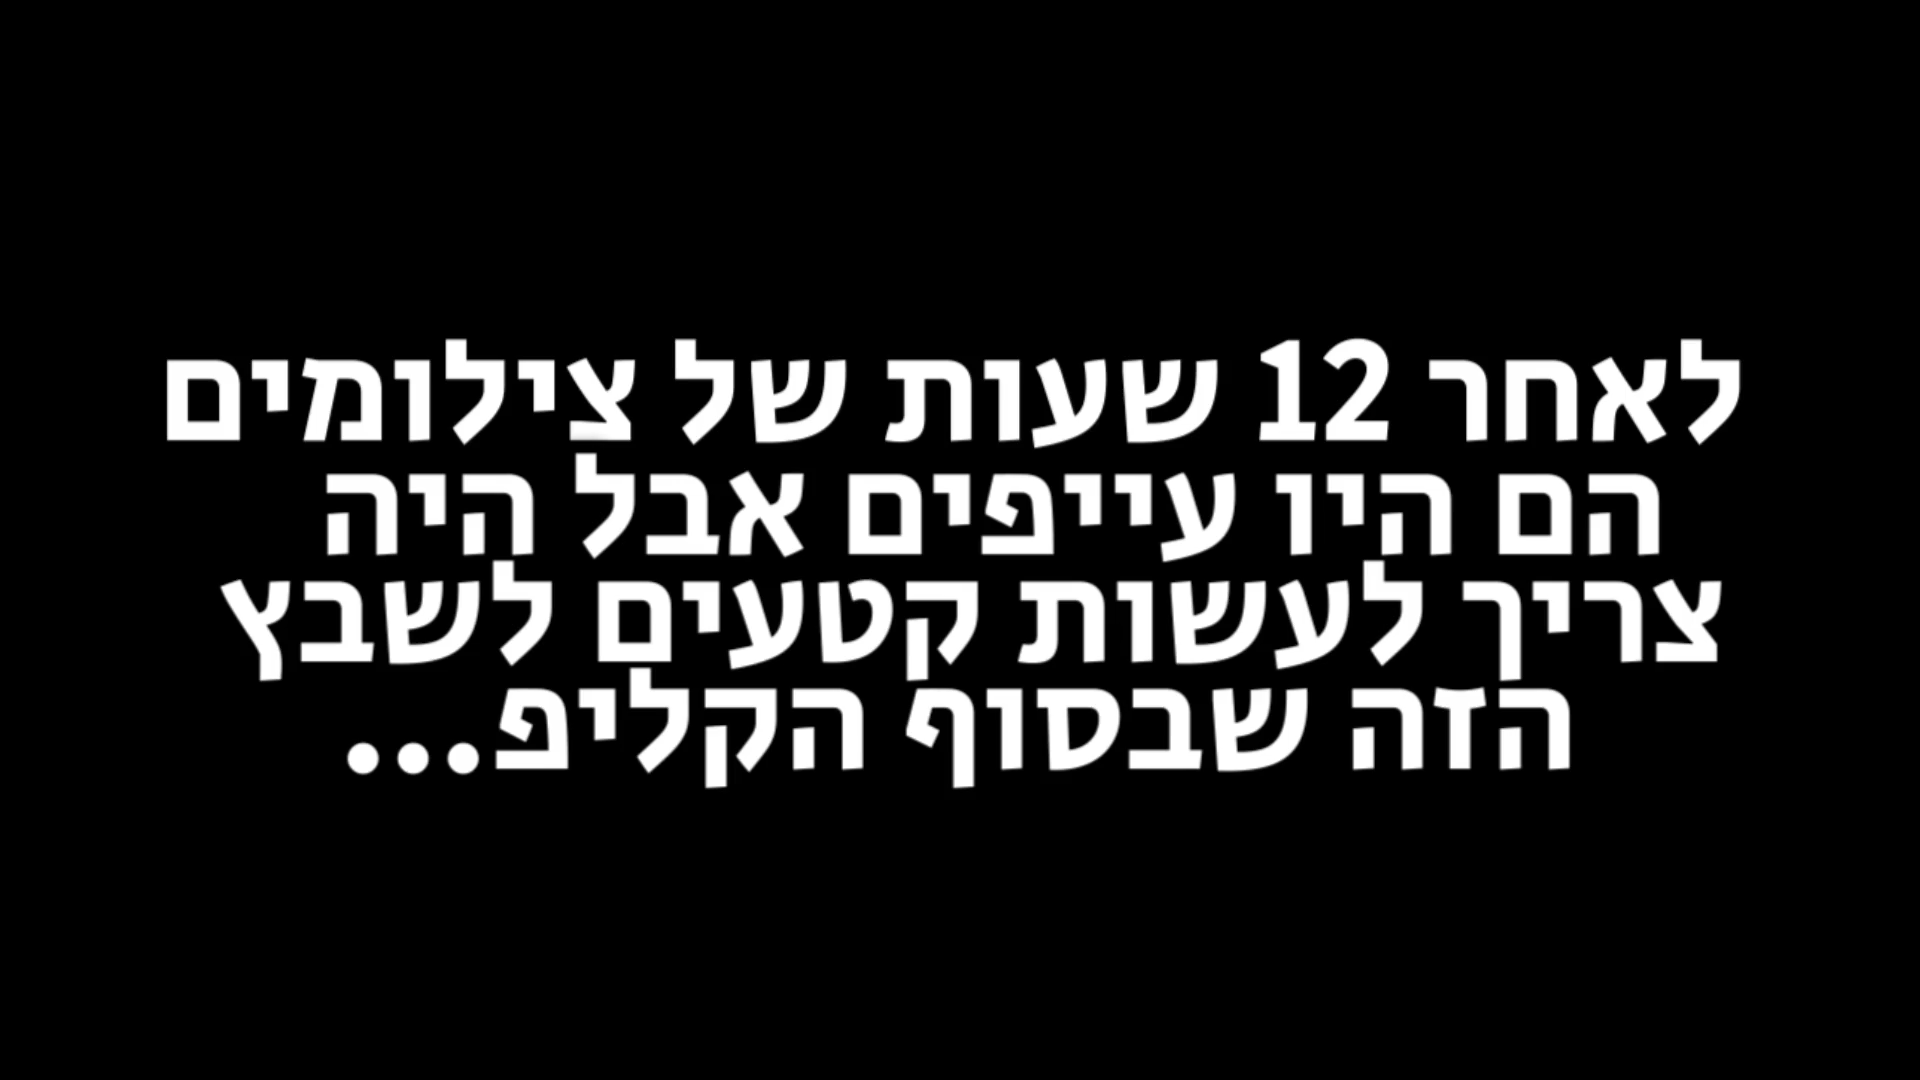 לאחר 12 שעות של צילומים
הם היו עייפים אבל היה
צריך לעשות קטעים לשבץ
הזה שבסוף הקליפ...